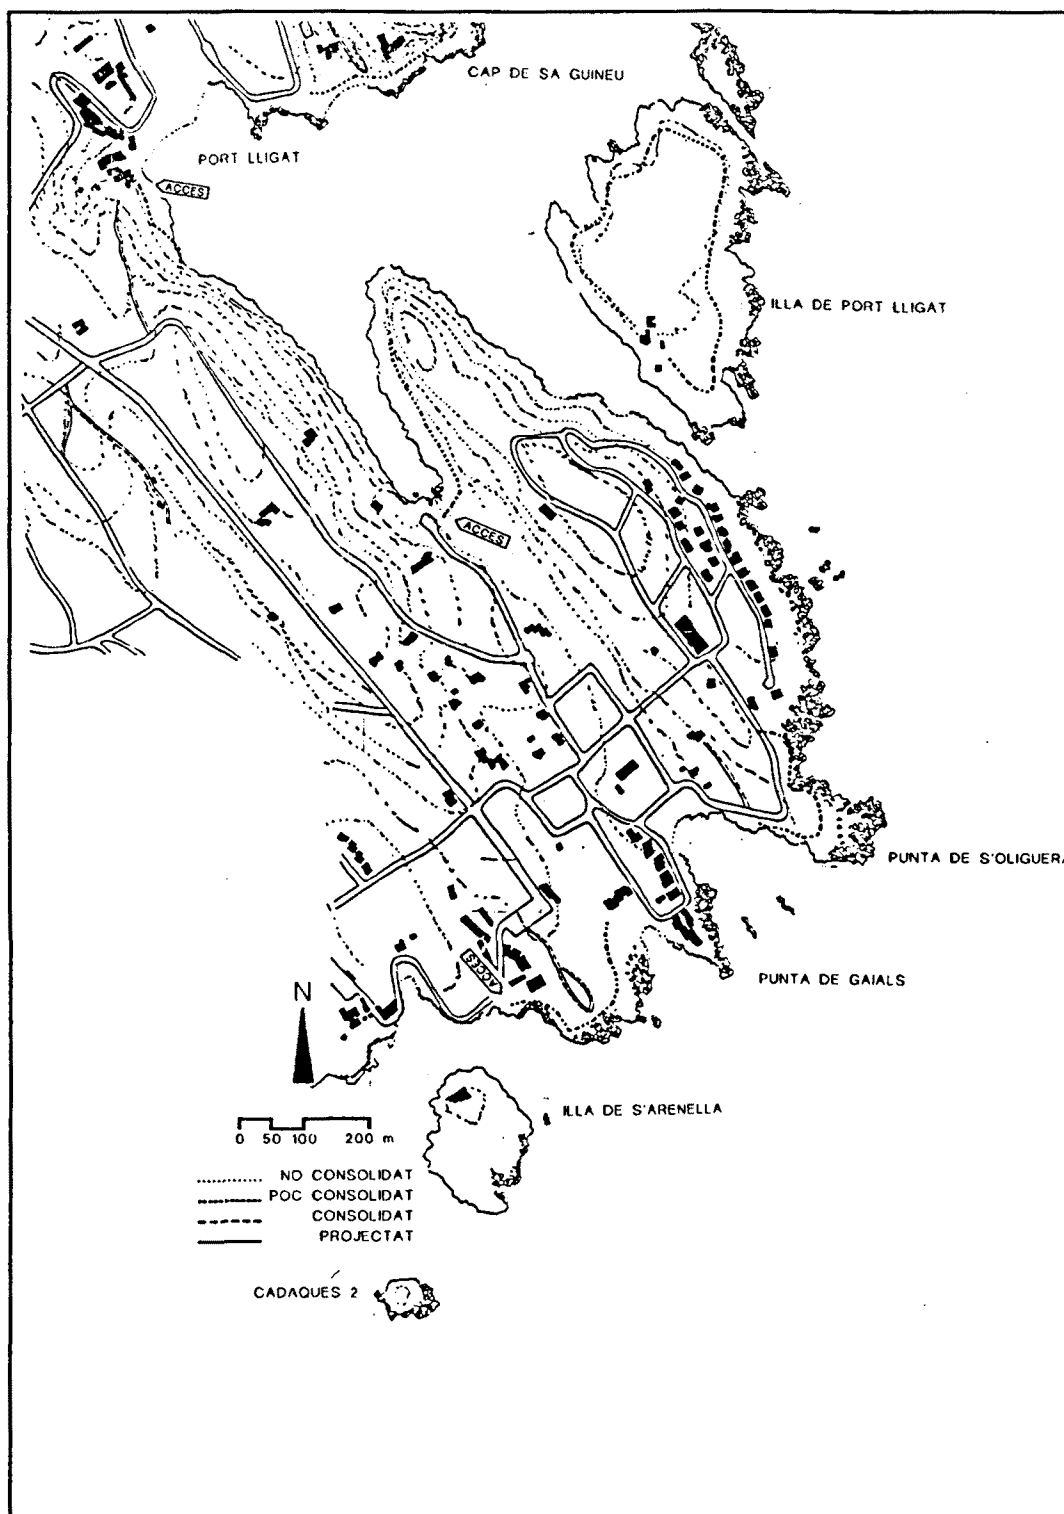 CAP DE SA GUINEU
PORT LLIGAT
ACCES
ILLA DE PORT LLIGAT
ACCES
PUNTA DE S'OLIGUERA
PUNTA DE GAIALS
ACCES
N
ILLA DE S'ARENELLA
0 50 100 200 m
NO CONSOLIDAT
POC CONSOLIDAT
CONSOLIDAT
PROJECTAT
CADAQUES 2